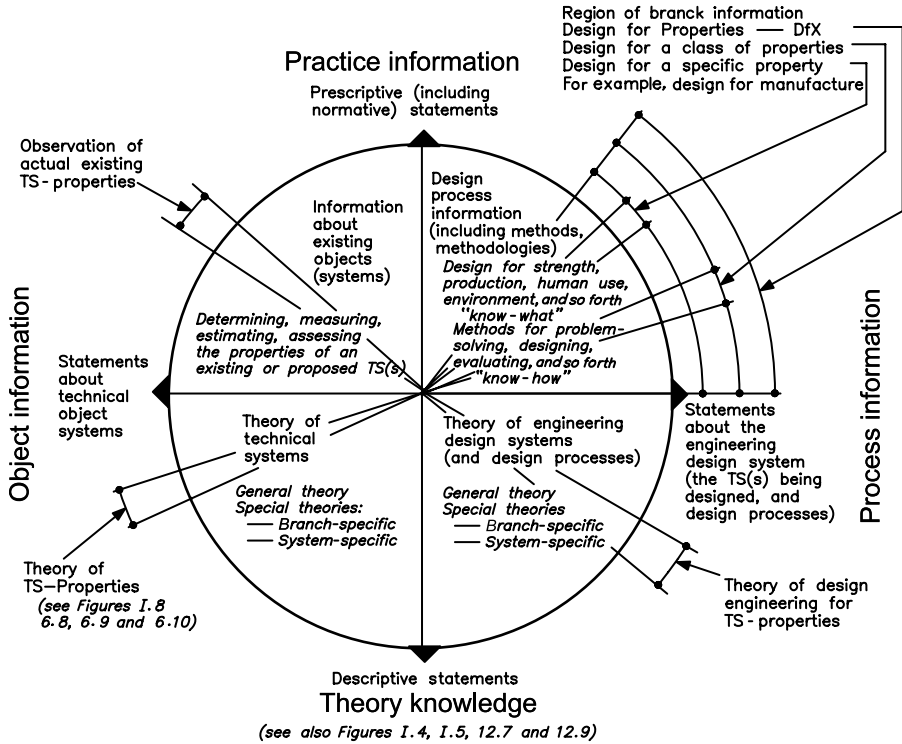 Region of branck information
Design for Properties — DfX
Design for a class of properties
Design for a specific property
For example, design for manufacture
Practice information
Prescriptive (including
normative) statements
Observation of
actual existing
TS-properties
Information
about
existing
objects
(systems)
Design
process
information
(including methods,
methodologies)
Design for strength,
production, human use,
environment, and so forth
"know-what"
Methods for problem-
solving, designing,
evaluating, and so forth
"know-how"
Determining, measuring,
estimating, assessing
the properties of an
existing or proposed TS(s)
Object information
Statements
about
technical
object
systems
Process information
Statements
about the
engineering
design system
(the TS(s) being
designed, and
design processes)
Theory of
technical
systems
General theory
Special theories:
— Branch-specific
— System-specific
Theory of engineering
design systems
(and design processes)
General theory
Special theories
— Branch-specific
— System-specific
Theory of
TS—Properties
(see Figures I.8
6.8, 6.9 and 6.10)
Theory of design
engineering for
TS-properties
Descriptive statements
Theory knowledge
(see also Figures I.4, I.5, 12.7 and 12.9)